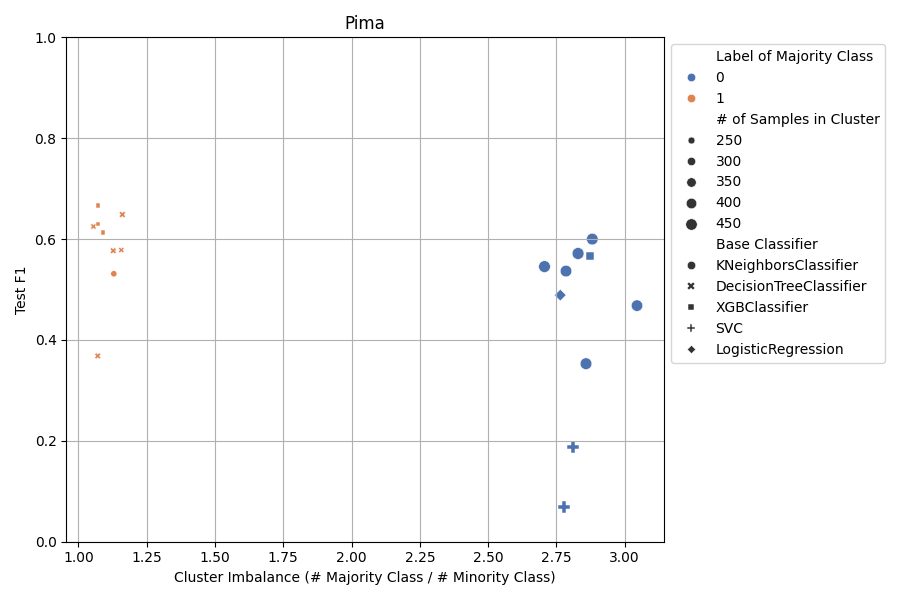 Pima
1.0
0.8
0.6
0.4
0.2
0.0
Test F1
1.00
1.25
1.50
1.75
2.00
2.25
2.50
2.75
3.00
Cluster Imbalance (# Majority Class / # Minority Class)
Label of Majority Class
0
1
# of Samples in Cluster
250
300
350
400
450
Base Classifier
KNeighborsClassifier
DecisionTreeClassifier
XGBClassifier
SVC
LogisticRegression